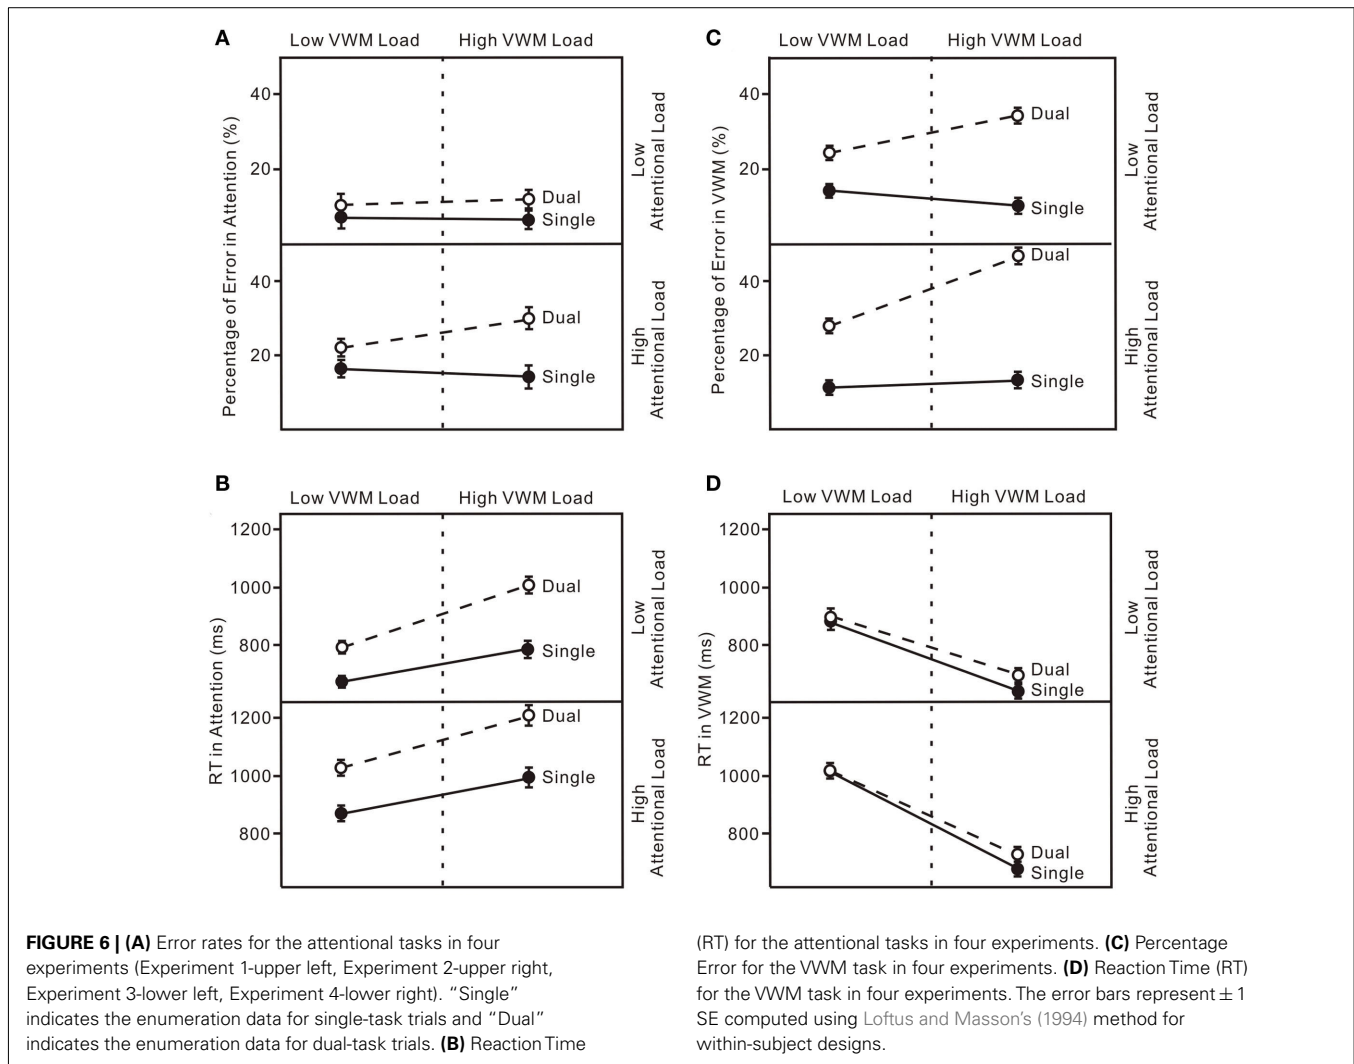 A
Low VWM Load High VWM Load
Percentage of Error in Attention (%)
40
20
Dual
Single
Low
Attentional Load
40
20
Dual
Single
High
Attentional Load
B
Low VWM Load High VWM Load
RT in Attention (ms)
1200
1000
800
Dual
Single
Low
Attentional Load
1200
1000
800
Dual
Single
High
Attentional Load
C
Low VWM Load High VWM Load
Percentage of Error in VWM (%)
40
20
Dual
Single
Low
Attentional Load
40
20
Dual
Single
High
Attentional Load
D
Low VWM Load High VWM Load
RT in VWM (ms)
1200
1000
800
Dual
Single
Low
Attentional Load
1200
1000
800
Dual
Single
High
Attentional Load
FIGURE 6 | (A) Error rates for the attentional tasks in four
experiments (Experiment 1-upper left, Experiment 2-upper right,
Experiment 3-lower left, Experiment 4-lower right). “Single”
indicates the enumeration data for single-task trials and “Dual”
indicates the enumeration data for dual-task trials. (B) Reaction Time
(RT) for the attentional tasks in four experiments. (C) Percentage
Error for the VWM task in four experiments. (D) Reaction Time (RT)
for the VWM task in four experiments. The error bars represent ± 1
SE computed using Loftus and Masson’s (1994) method for
within-subject designs.